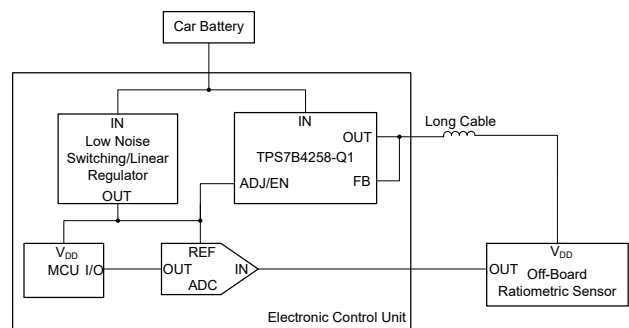 Car Battery
IN
Low Noise
Switching/Linear
Regulator
OUT
IN
OUT
TPS7B4258-Q1
ADJ/EN
FB
Long Cable
VDD
MCU I/O
REF
OUT
IN
ADC
VDD
OUT
Off-Board
Ratiometric Sensor
Electronic Control Unit